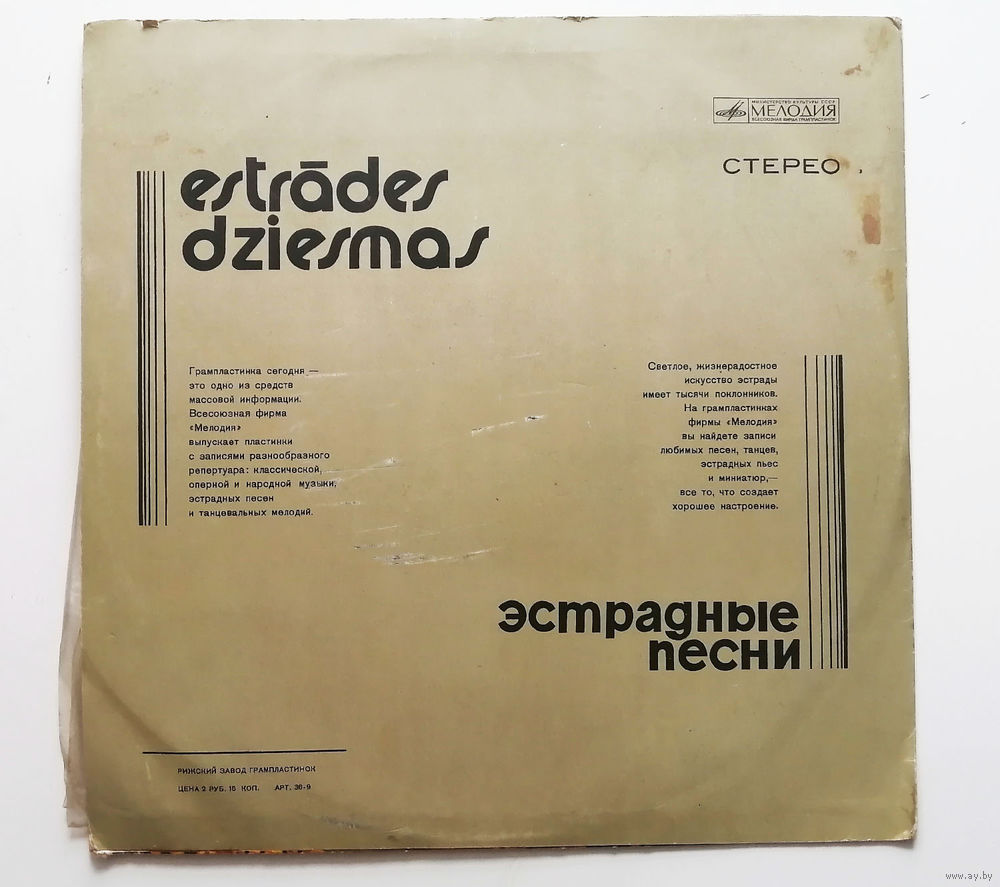 МИНИСТЕРСТВО КУЛЬТУРЫ СССР
МЕЛОДИЯ
ВСЕСОЮЗНАЯ ФИРМА ГРАМПЛАСТИНОК
СТЕРЕО
estrādes
dziesmas
Грампластинка сегодня —
это одно из средств
массовой информации.
Всесоюзная фирма
«Мелодия»
выпускает пластинки
с записями разнообразного
репертуара: классической,
оперной и народной музыки,
эстрадных песен
и танцевальных мелодий.
Светлое, жизнерадостное
искусство эстрады
имеет тысячи поклонников.
На грампластинках
фирмы «Мелодия»
вы найдете записи
любимых песен, танцев,
эстрадных пьес
и миниатюр,—
все то, что создает
хорошее настроение.
эстрадные
песни
РИЖСКИЙ ЗАВОД ГРАМПЛАСТИНОК
ЦЕНА 2 РУБ. 15 КОП. АРТ. 36-9
www.ay.by